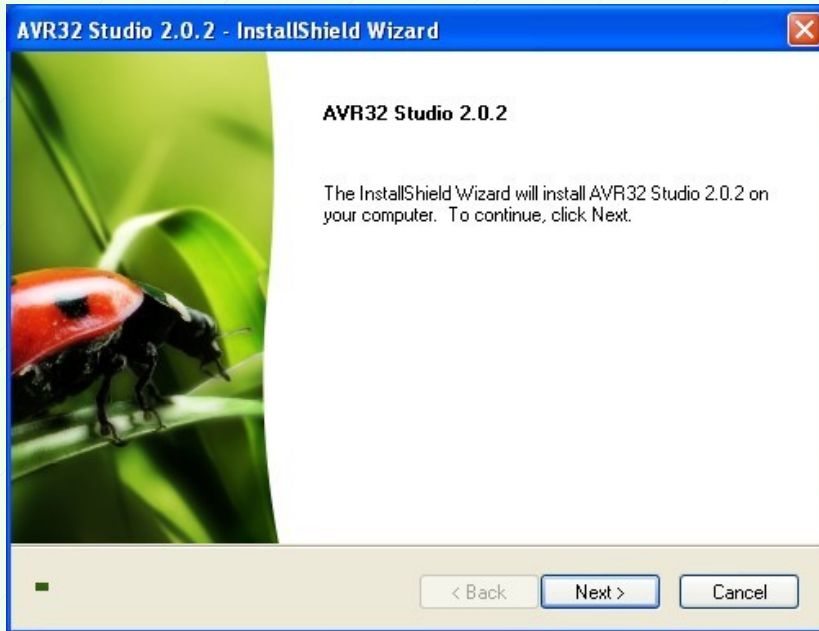 AVR32 Studio 2.0.2 - InstallShield Wizard
AVR32 Studio 2.0.2
The InstallShield Wizard will install AVR32 Studio 2.0.2 on
your computer. To continue, click Next.
< Back
Next >
Cancel